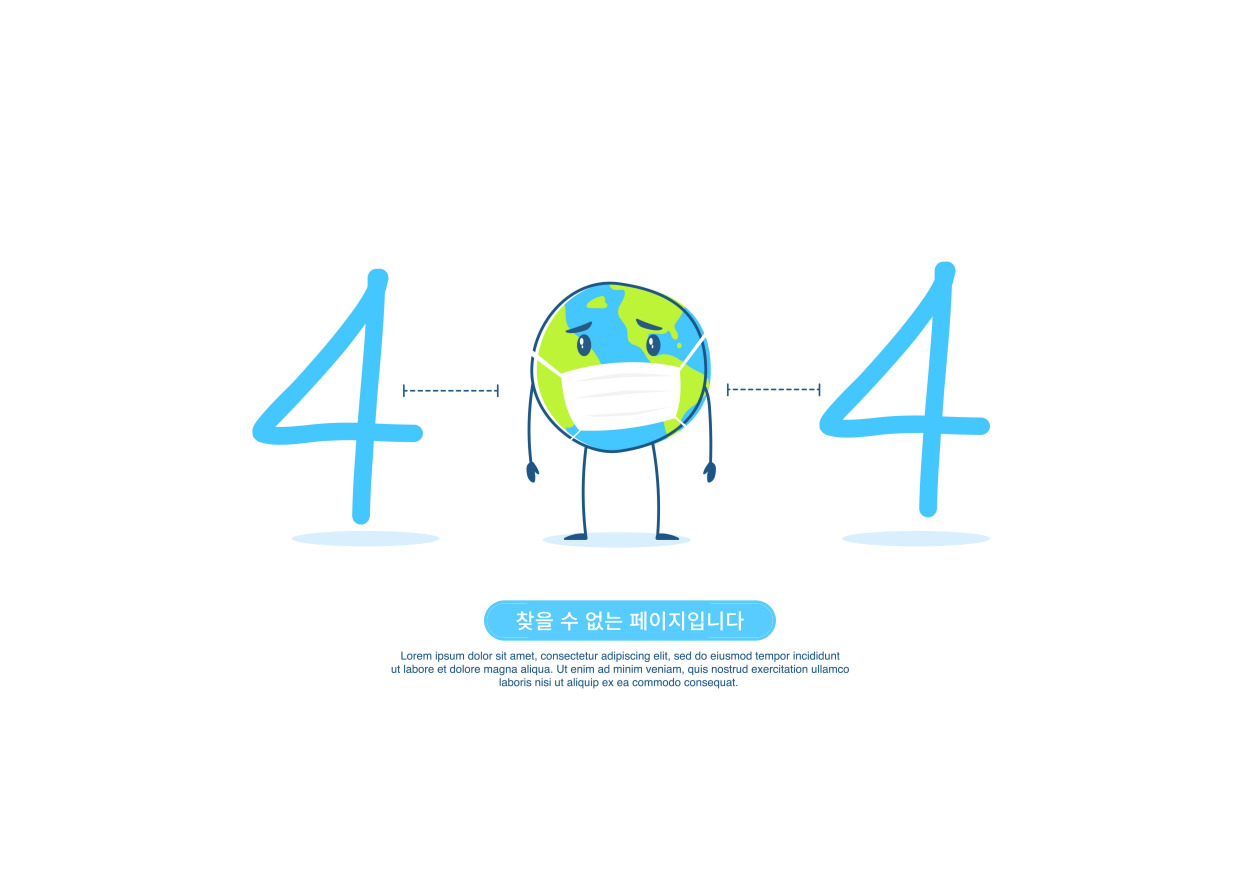 4 4
찾을 수 없는 페이지입니다
Lorem ipsum dolor sit amet, consectetur adipiscing elit, sed do eiusmod tempor incididunt
ut labore et dolore magna aliqua. Ut enim ad minim veniam, quis nostrud exercitation ullamco
laboris nisi ut aliquip ex ea commodo consequat.